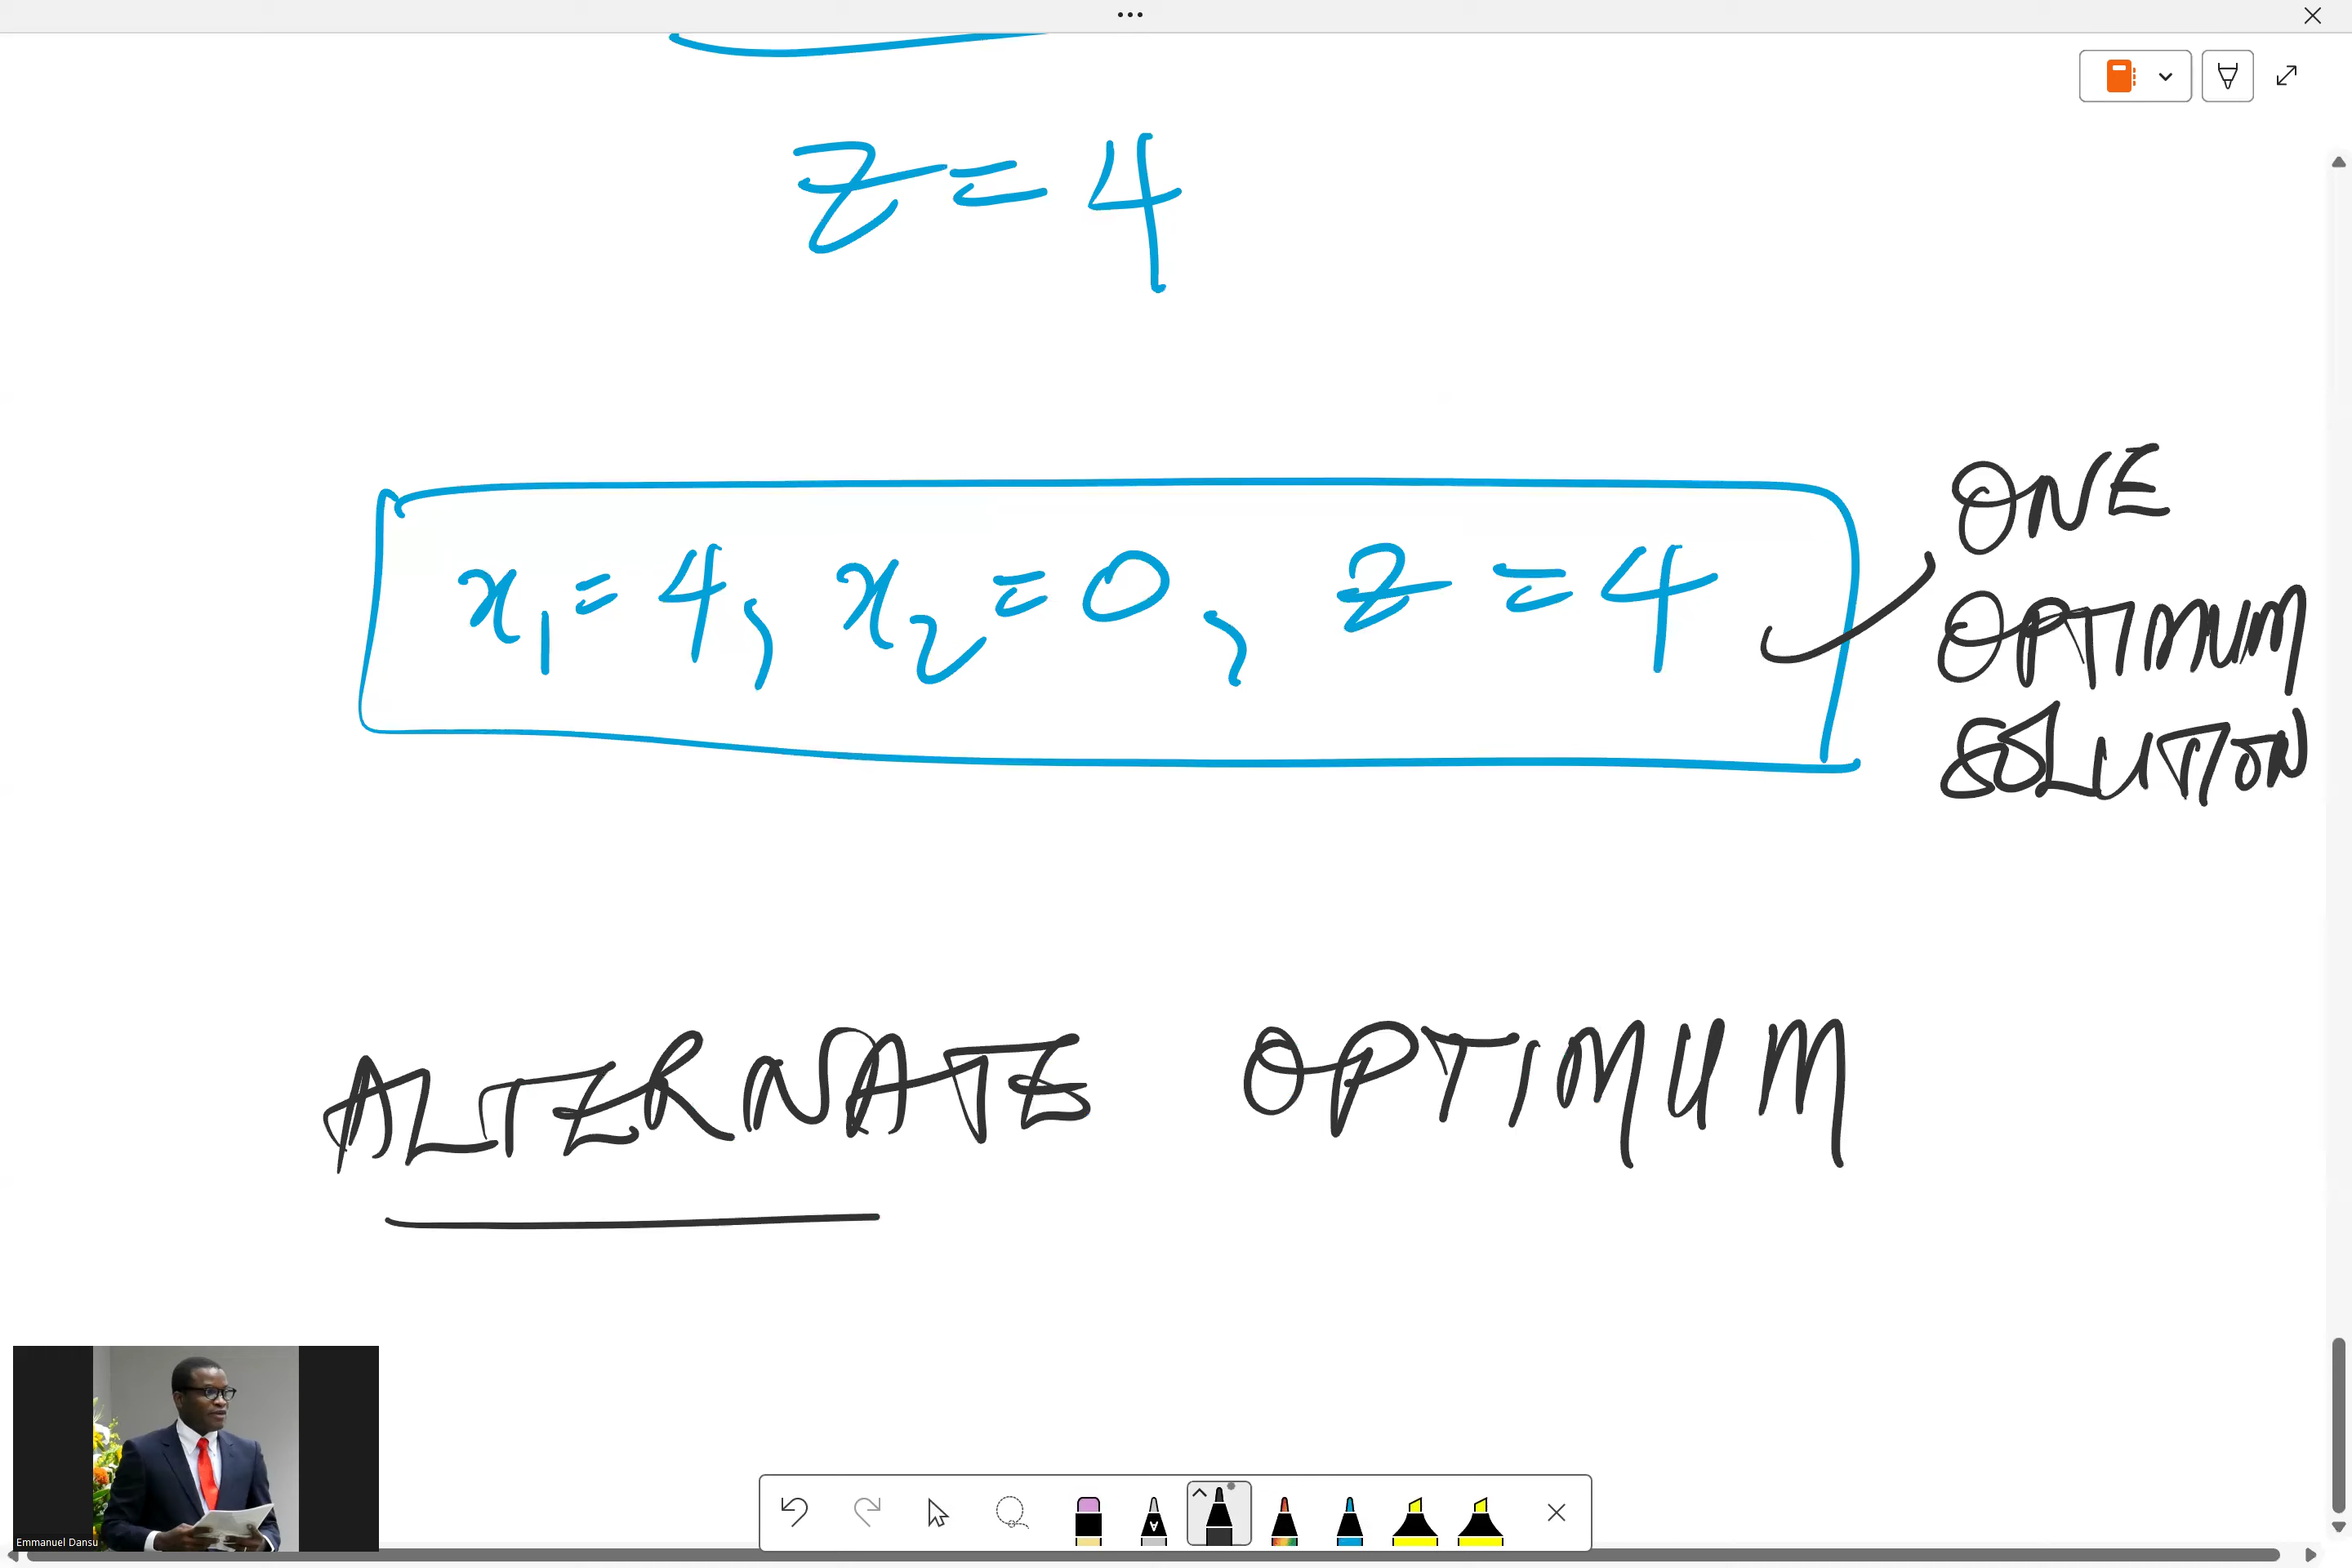 z = 4
x₁ = 4, x₂ = 0, z = 4
ONE
OPTIMUM
SOLUTION
ALTERNATE OPTIMUM
Emmanuel Dansu